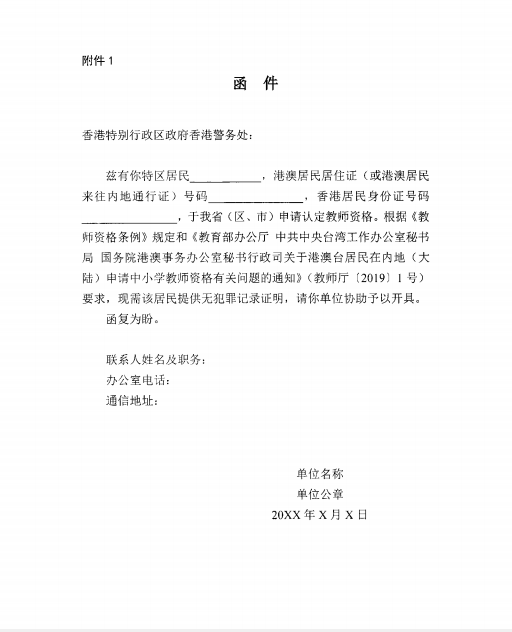 附件 1
函 件
香港特别行政区政府香港警务处：
兹有你特区居民____________，港澳居民居住证（或港澳居民
来往内地通行证）号码________________，香港居民身份证号码
________________，于我省（区、市）申请认定教师资格。根据《教
师资格条例》规定和《教育部办公厅 中共中央台湾工作办公室秘书
局 国务院港澳事务办公室秘书行政司关于港澳台居民在内地（大
陆）申请中小学教师资格有关问题的通知》（教师厅〔2019〕1 号）
要求，现需该居民提供无犯罪记录证明，请你单位协助予以开具。
函复为盼。
联系人姓名及职务：
办公室电话：
通信地址：
单位名称
单位公章
20XX 年 X 月 X 日